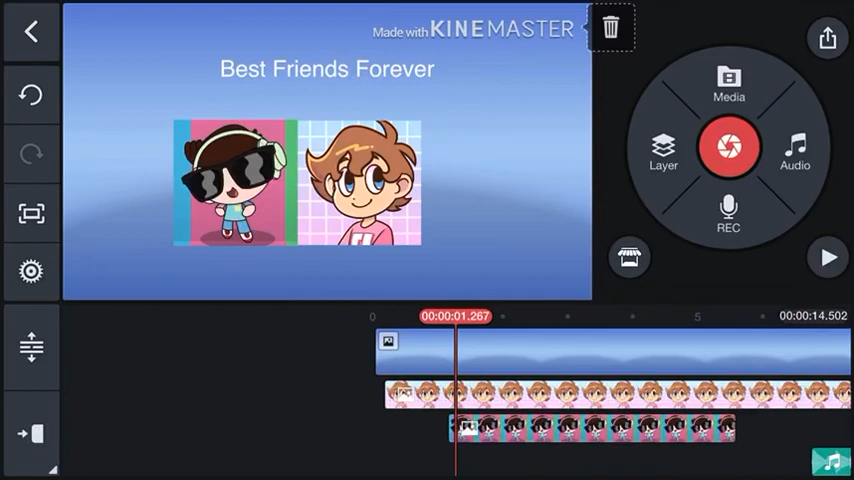 Made with KINEMASTER
Best Friends Forever
Media
Layer
Audio
REC
0
00:00:01.267
5
00:00:14.502